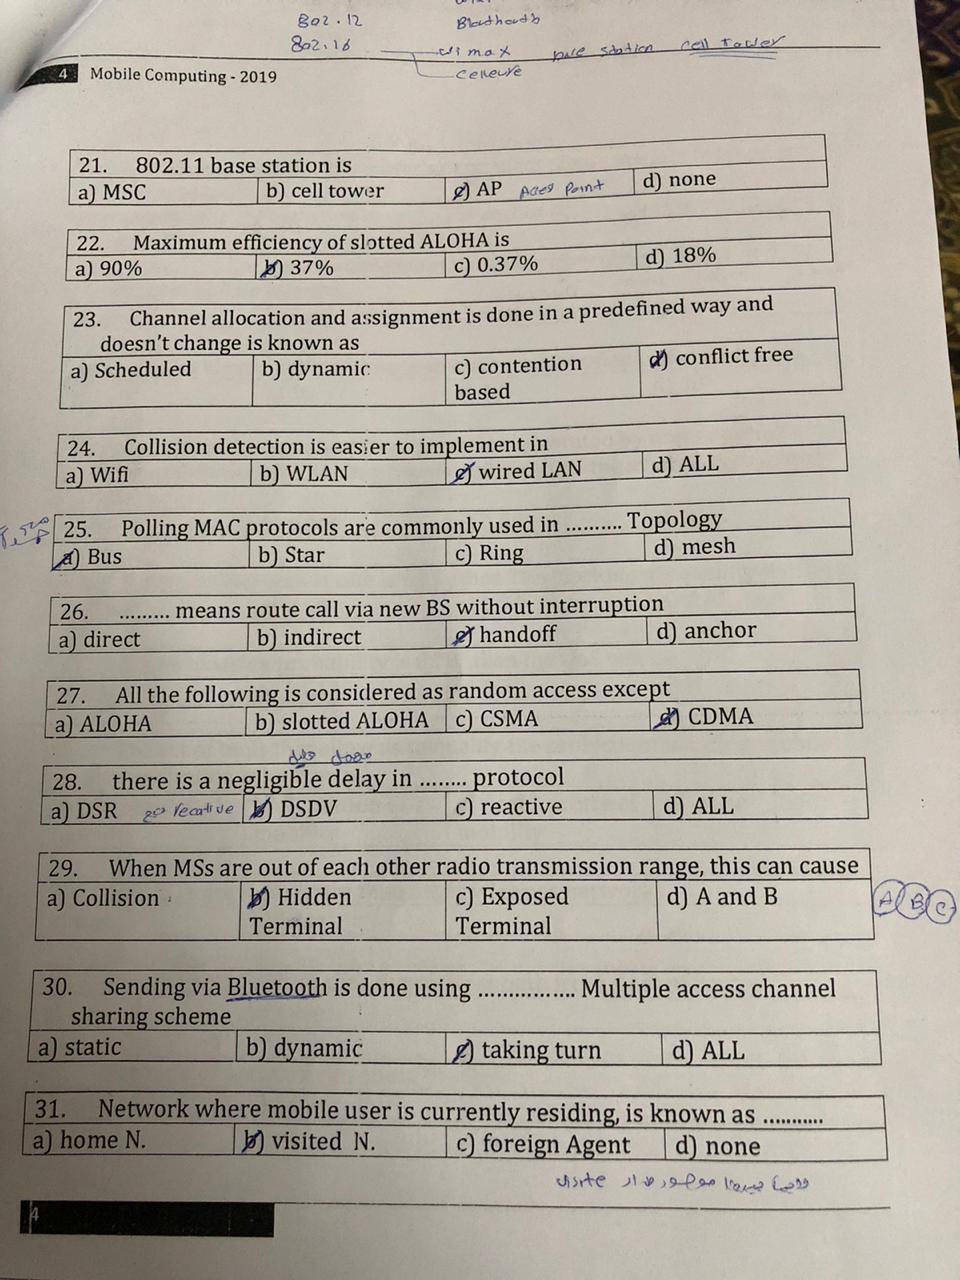 802.12
802.16
wimax base station cell Tower
4 Mobile Computing - 2019
21. 802.11 base station is
a) MSC b) cell tower c) AP Acces Point d) none
22. Maximum efficiency of slotted ALOHA is
a) 90% b) 37% c) 0.37% d) 18%
23. Channel allocation and assignment is done in a predefined way and
doesn't change is known as
a) Scheduled b) dynamic c) contention d) conflict free
based
24. Collision detection is easier to implement in
a) Wifi b) WLAN c) wired LAN d) ALL
25. Polling MAC protocols are commonly used in .......... Topology
a) Bus b) Star c) Ring d) mesh
26. ......... means route call via new BS without interruption
a) direct b) indirect c) handoff d) anchor
27. All the following is considered as random access except
a) ALOHA b) slotted ALOHA c) CSMA d) CDMA
28. there is a negligible delay in ........ protocol
a) DSR reactive b) DSDV c) reactive d) ALL
29. When MSs are out of each other radio transmission range, this can cause
a) Collision b) Hidden c) Exposed d) A and B
Terminal Terminal
A B C
30. Sending via Bluetooth is done using ................ Multiple access channel
sharing scheme
a) static b) dynamic c) taking turn d) ALL
31. Network where mobile user is currently residing, is known as ...........
a) home N. b) visited N. c) foreign Agent d) none
4